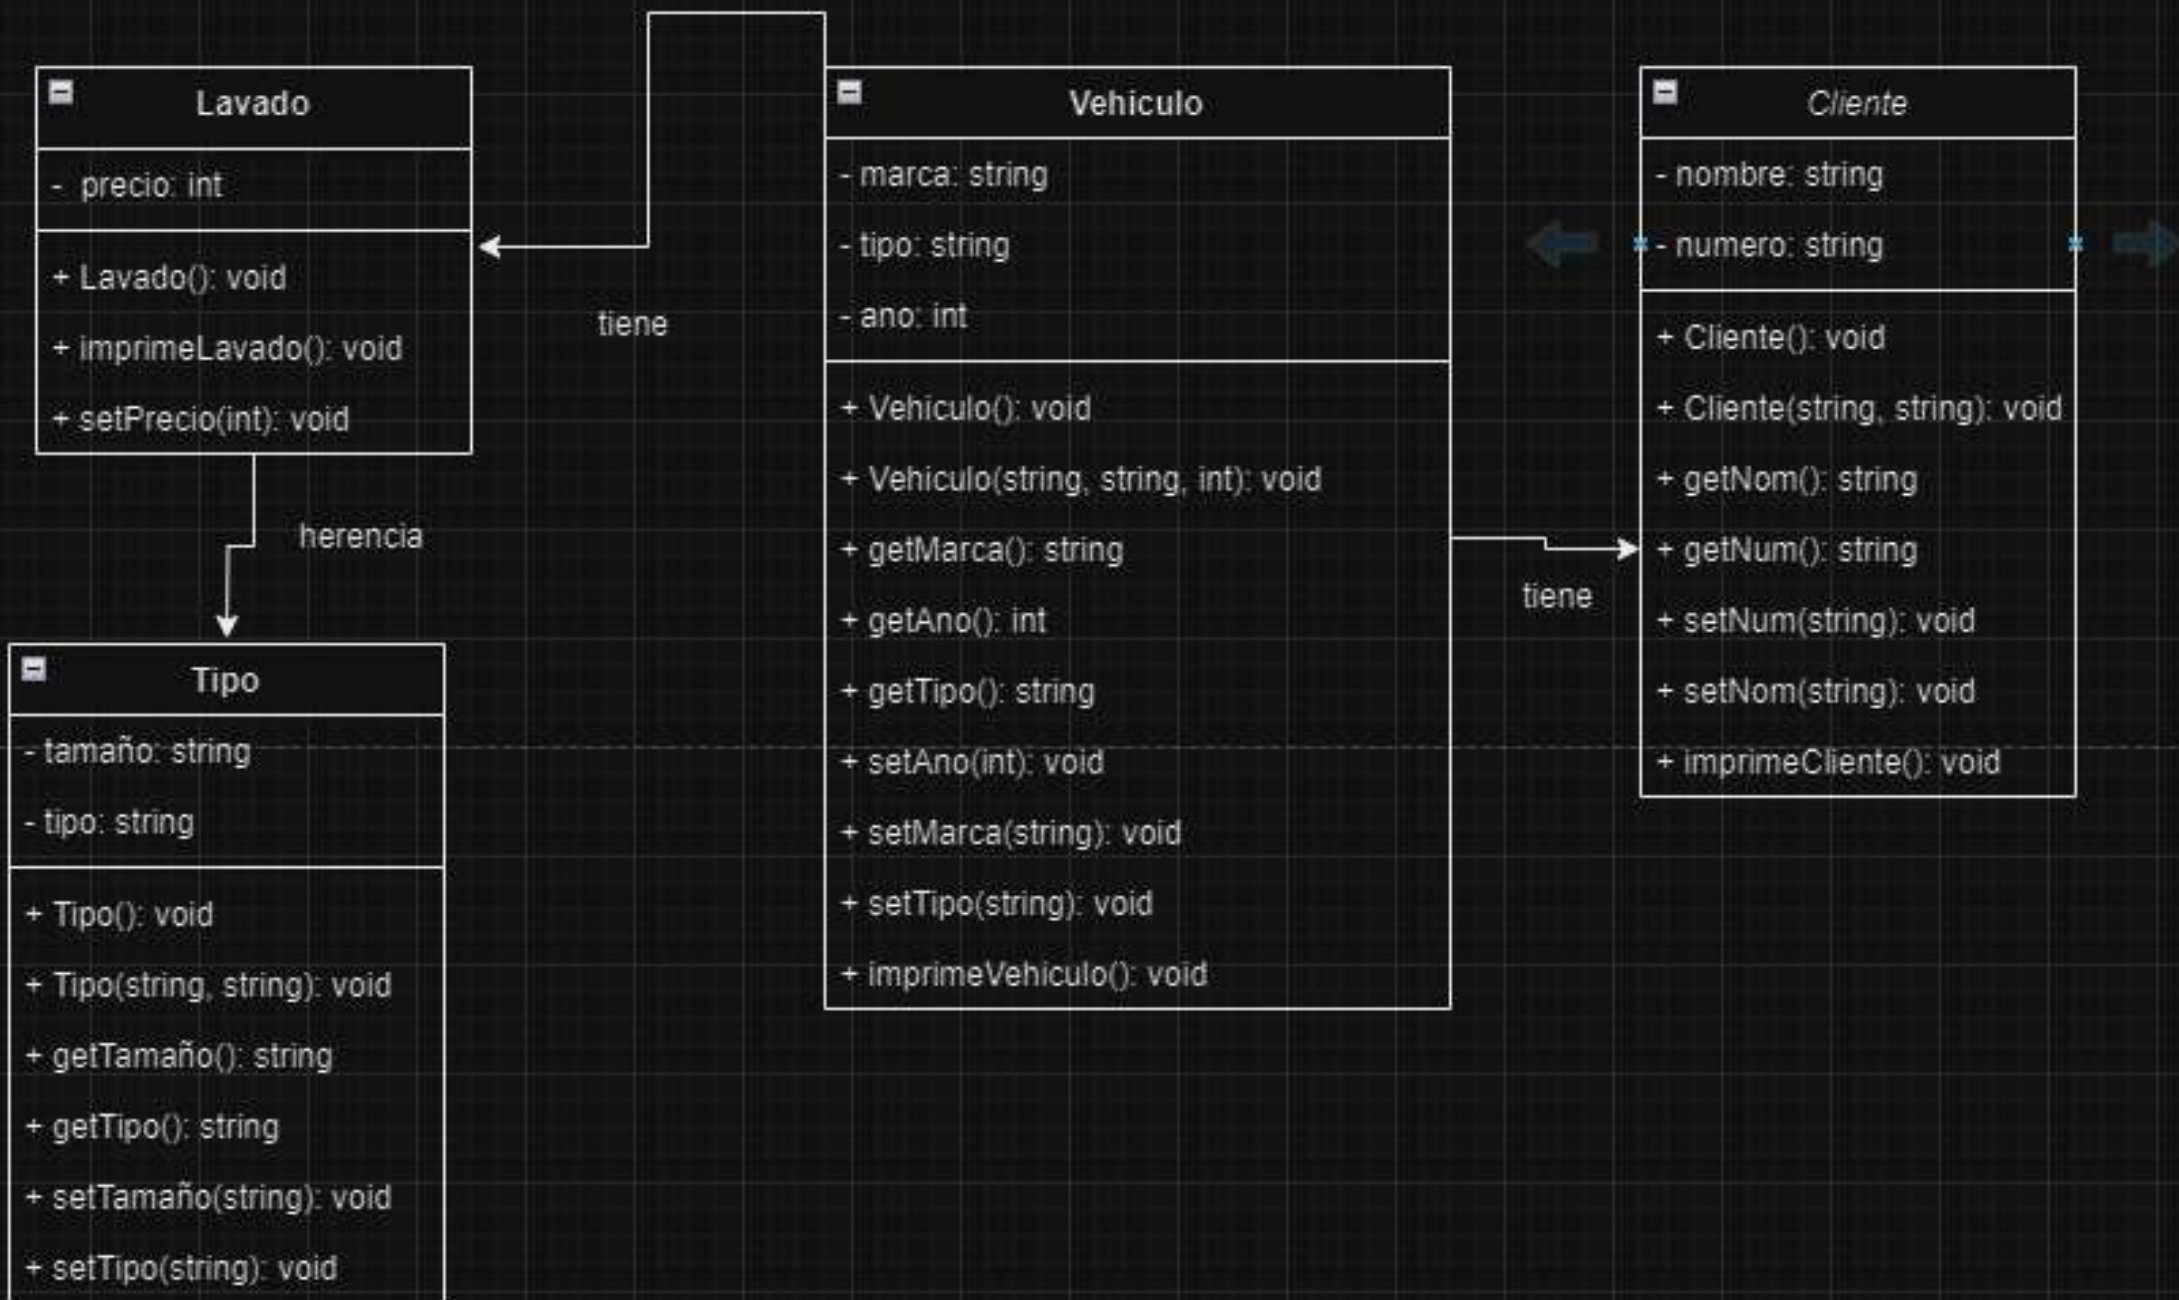 Lavado
- precio: int
+ Lavado(): void
+ imprimeLavado(): void
+ setPrecio(int): void
herencia
Tipo
- tamaño: string
- tipo: string
+ Tipo(): void
+ Tipo(string, string): void
+ getTamaño(): string
+ getTipo(): string
+ setTamaño(string): void
+ setTipo(string): void
tiene
Vehiculo
- marca: string
- tipo: string
- ano: int
+ Vehiculo(): void
+ Vehiculo(string, string, int): void
+ getMarca(): string
+ getAno(): int
+ getTipo(): string
+ setAno(int): void
+ setMarca(string): void
+ setTipo(string): void
+ imprimeVehiculo(): void
tiene
Cliente
- nombre: string
- numero: string
+ Cliente(): void
+ Cliente(string, string): void
+ getNom(): string
+ getNum(): string
+ setNum(string): void
+ setNom(string): void
+ imprimeCliente(): void